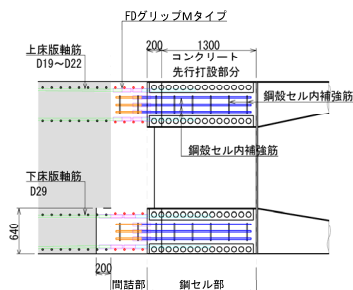 FDグリップMタイプ
上床版軸筋
D19～D22
200
1300
コンクリート
先行打設部分
鋼殻セル内補強筋
鋼殻セル内補強筋
下床版軸筋
D29
640
200
間詰部
鋼セル部